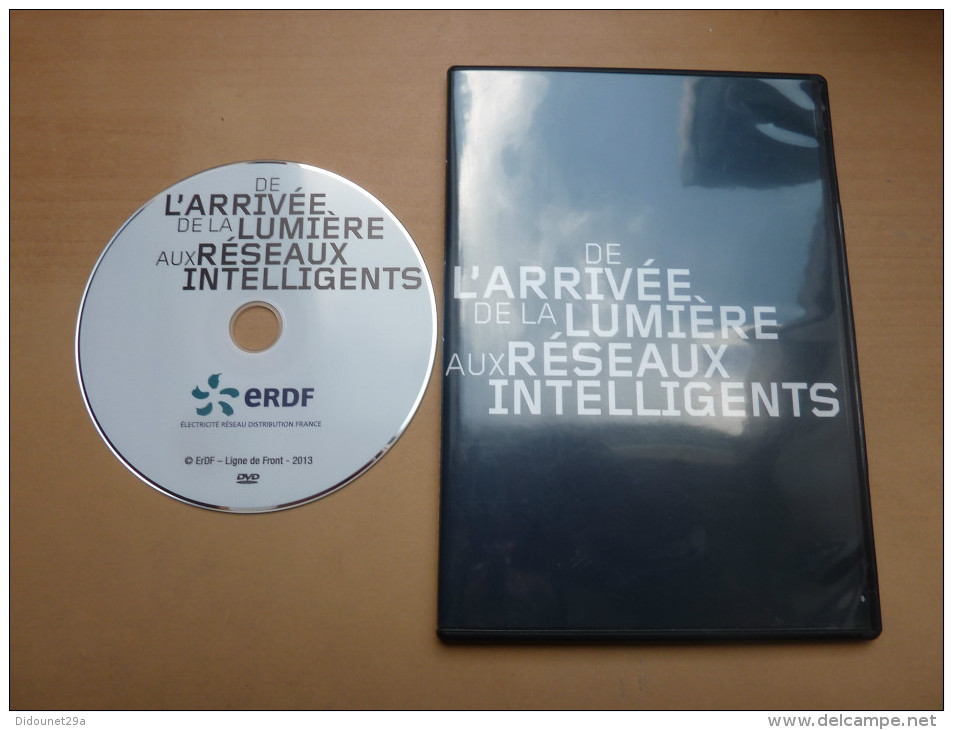 DE
L'ARRIVÉE
DE LA LUMIÈRE
AUX RÉSEAUX
INTELLIGENTS
eRDF
ÉLECTRICITÉ RÉSEAU DISTRIBUTION FRANCE
© ErDF – Ligne de Front - 2013
DVD
DE
L'ARRIVÉE
DE LA LUMIÈRE
AUX RÉSEAUX
INTELLIGENTS
Didounet29a
www.delcampe.net